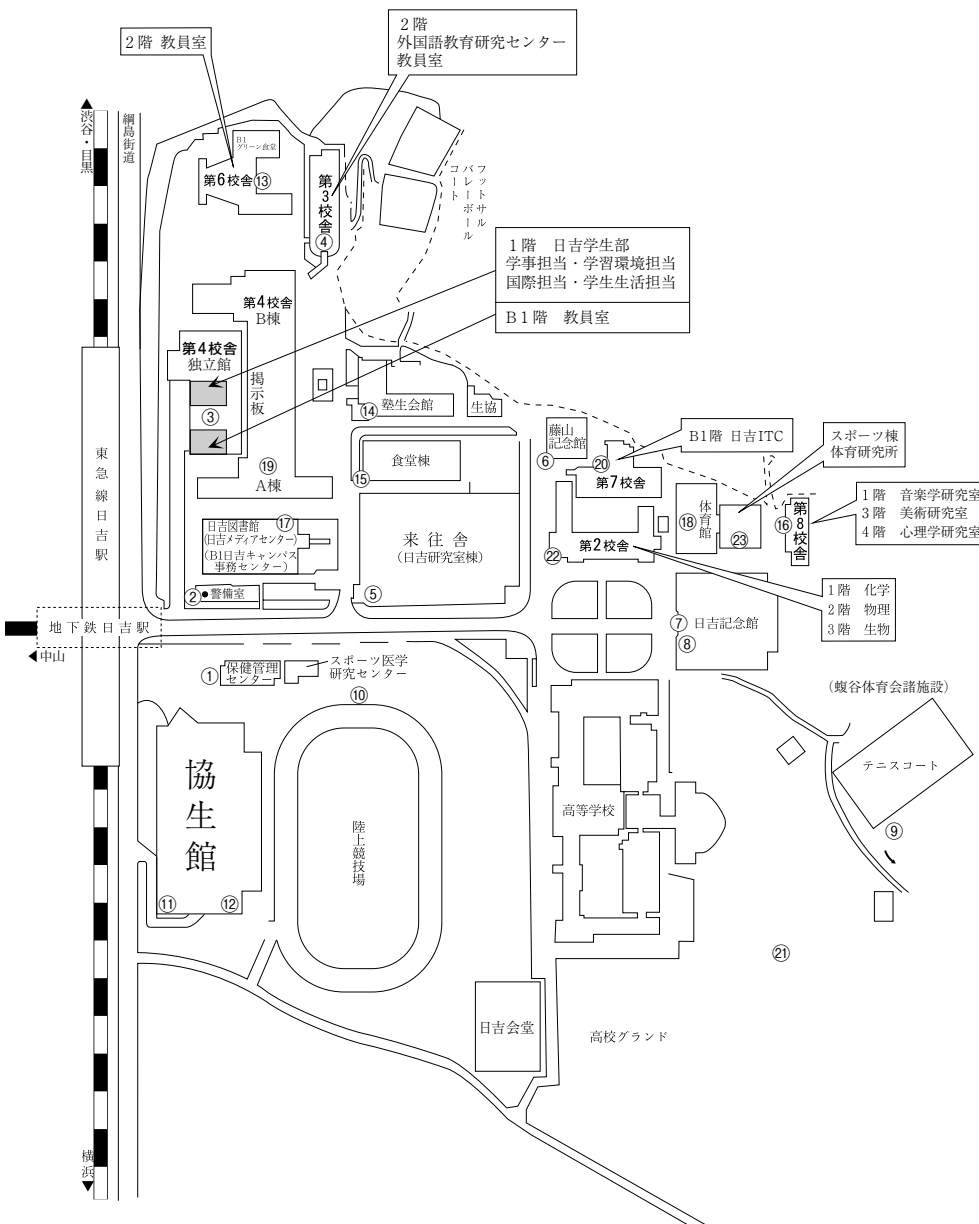 2階 教員室
2階
外国語教育研究センター
教員室
▲
渋谷・目黒
綱島街道
B1
グリーン食堂
第6校舎⑬
第3校舎
④
フットサル
バレーボール
コート
1階 日吉学生部
学事担当・学習環境担当
国際担当・学生生活担当
B1階 教員室
第4校舎
B棟
第4校舎
独立館
掲示板
③
⑲
A棟
⑭
塾生会館
生協
藤山
記念館
⑥
B1階 日吉ITC
⑳
第7校舎
スポーツ棟
体育研究所
食堂棟
⑮
東急線日吉駅
日吉図書館
⑰
(日吉メディアセンター)
(B1日吉キャンパス
事務センター)
来往舎
(日吉研究室棟)
第2校舎
㉒
体育館
⑱
㉓
⑯
第8校舎
1階 音楽学研究室
3階 美術研究室
4階 心理学研究室
②●警備室
⑤
1階 化学
2階 物理
3階 生物
地下鉄日吉駅
◀中山
⑦
日吉記念館
⑧
①
保健管理
センター
スポーツ医学
研究センター
⑩
(蝮谷体育会諸施設)
テニスコート
⑨
協生館
⑪
⑫
陸上競技場
高等学校
㉑
日吉会堂
高校グランド
横浜
▼